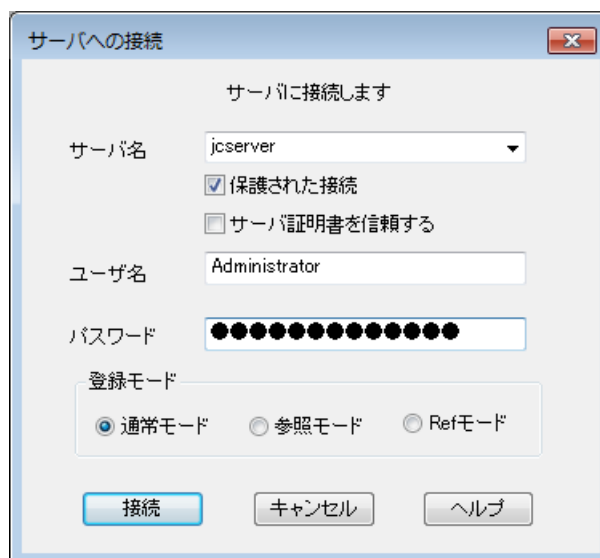 サーバへの接続
サーバに接続します
サーバ名 jcserver
保護された接続
サーバ証明書を信頼する
ユーザ名 Administrator
パスワード ●●●●●●●●●●●●●
登録モード
通常モード 参照モード Refモード
接続 キャンセル ヘルプ